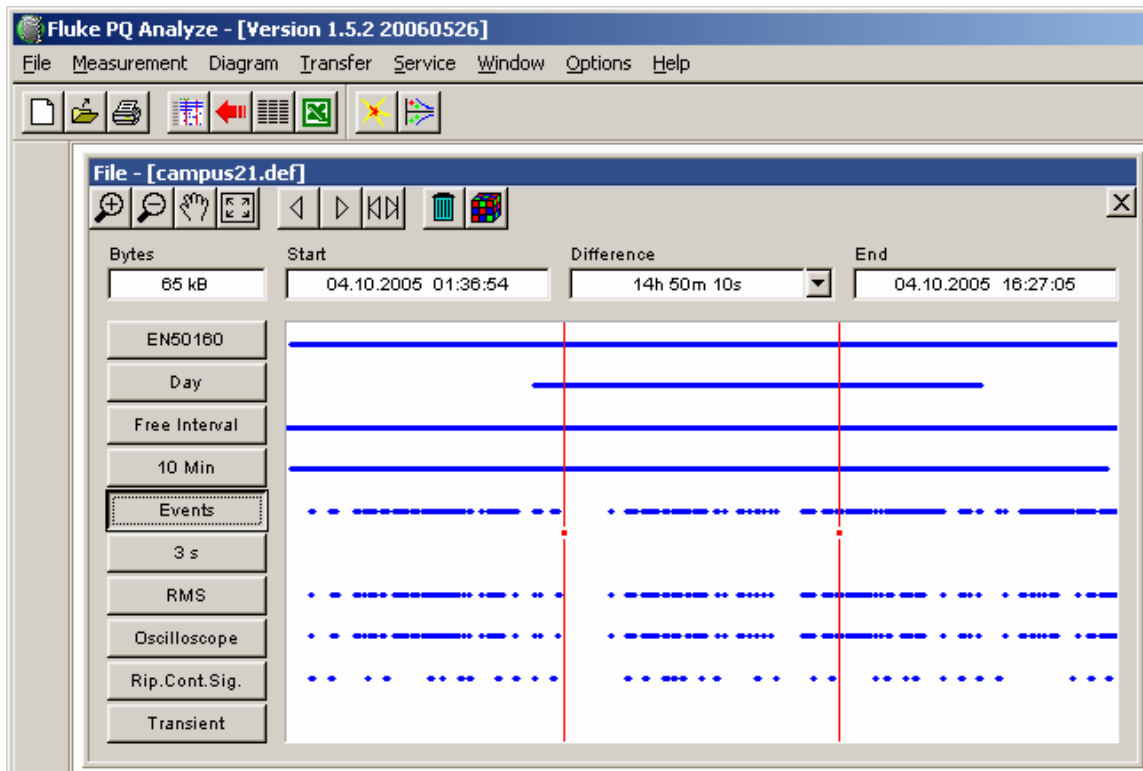 Fluke PQ Analyze - [Version 1.5.2 20060526]
File Measurement Diagram Transfer Service Window Options Help
File - [campus21.def]
Bytes Start Difference End
65 kB 04.10.2005 01:36:54 14h 50m 10s 04.10.2005 16:27:05
EN50160
Day
Free Interval
10 Min
Events
3 s
RMS
Oscilloscope
Rip.Cont.Sig.
Transient